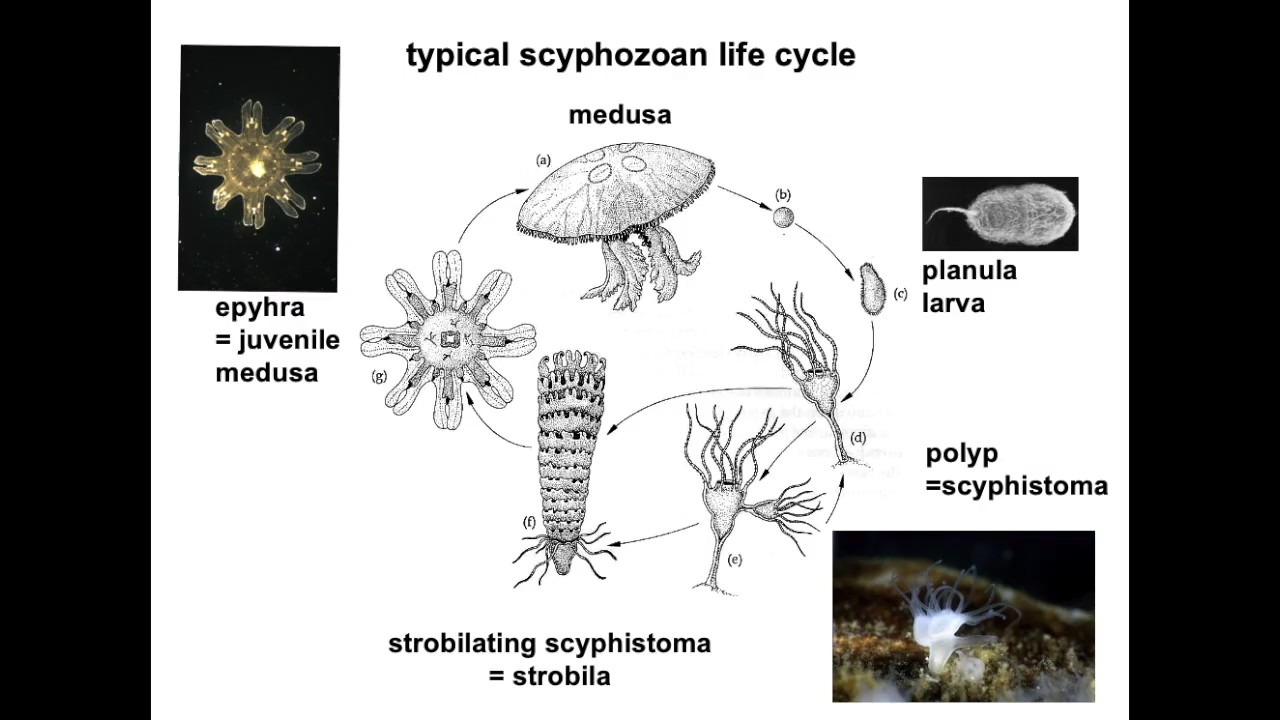 typical scyphozoan life cycle
medusa
(a)
(b)
planula
larva
(c)
epyhra
= juvenile
medusa
(g)
(d)
polyp
=scyphistoma
(f)
(e)
strobilating scyphistoma
= strobila